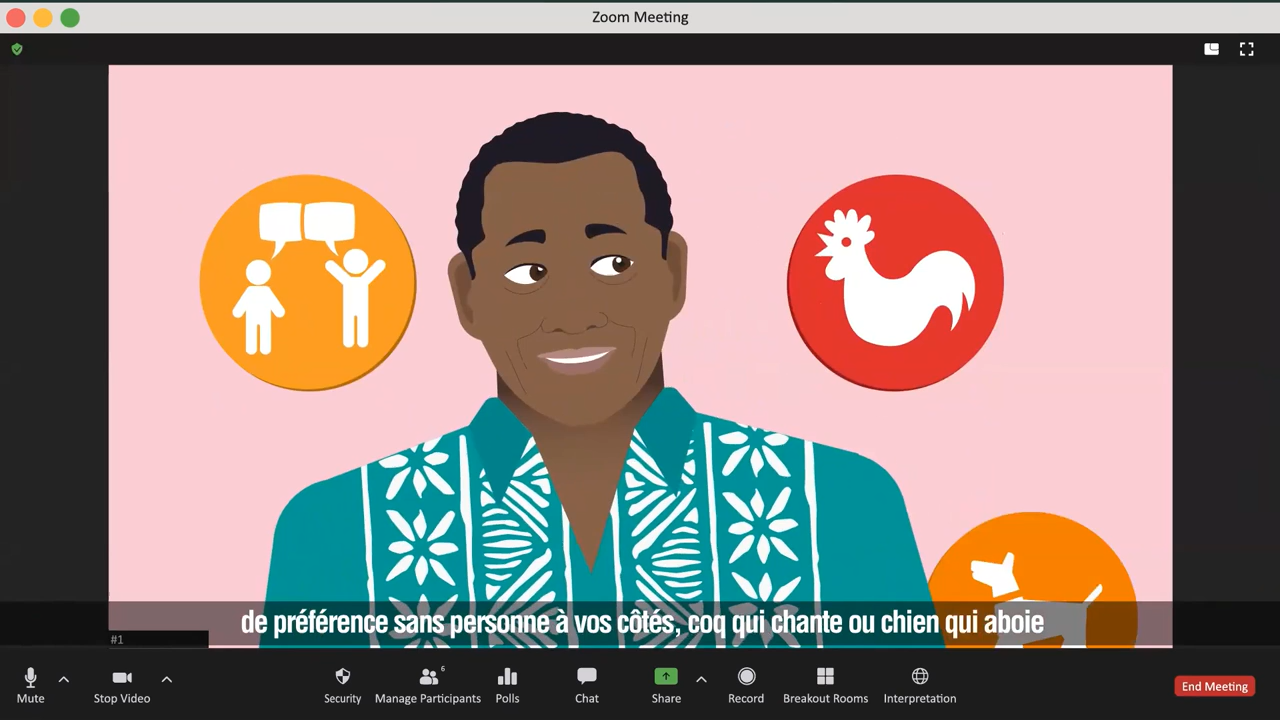 Zoom Meeting
de préférence sans personne à vos côtés, coq qui chante ou chien qui aboie
#1
Mute
Stop Video
Security
6
Manage Participants
Polls
Chat
Share
Record
Breakout Rooms
Interpretation
End Meeting